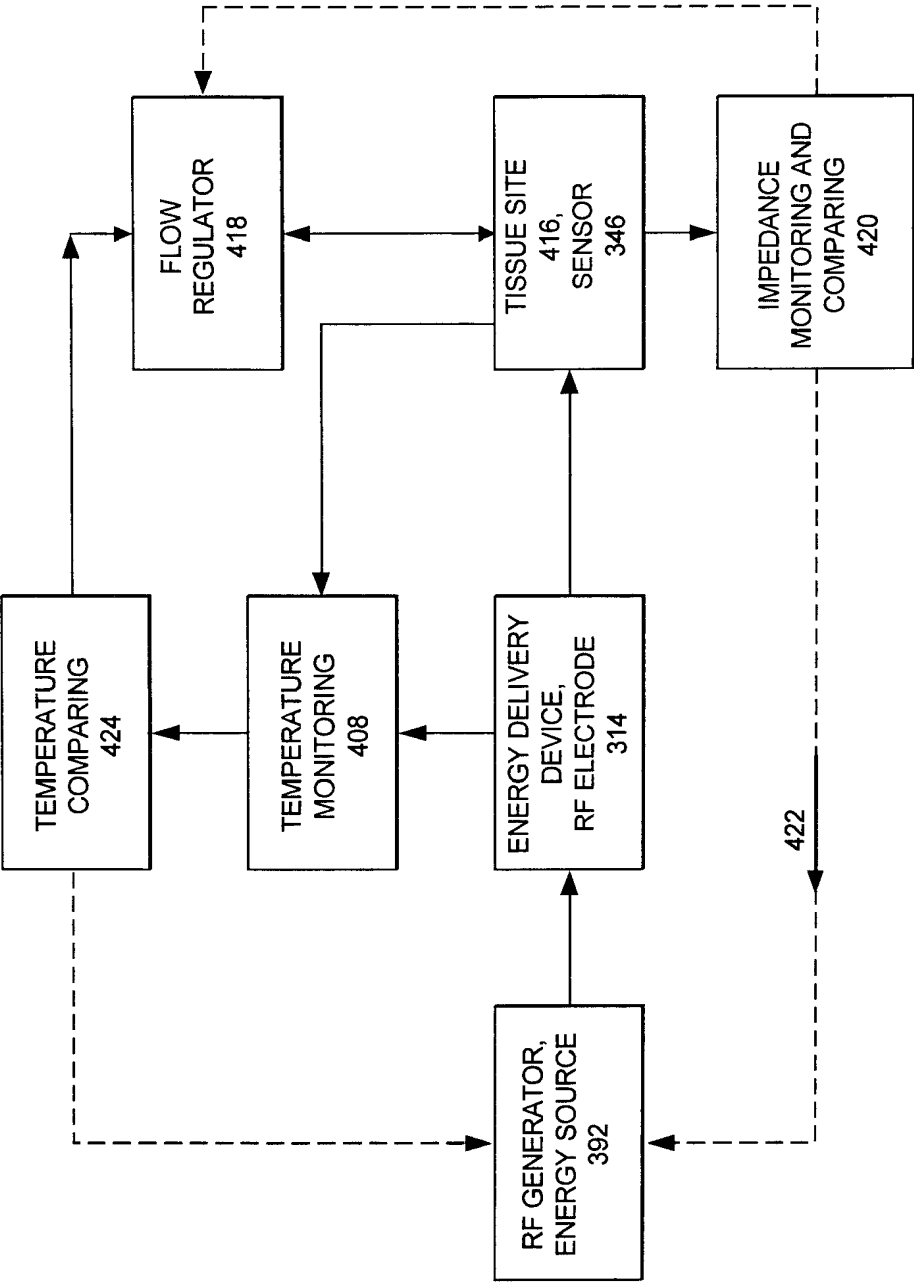 TEMPERATURE
COMPARING
424
FLOW
REGULATOR
418
TEMPERATURE
MONITORING
408
RF GENERATOR,
ENERGY SOURCE
392
ENERGY DELIVERY
DEVICE,
RF ELECTRODE
314
TISSUE SITE
416,
SENSOR
346
422
IMPEDANCE
MONITORING AND
COMPARING
420